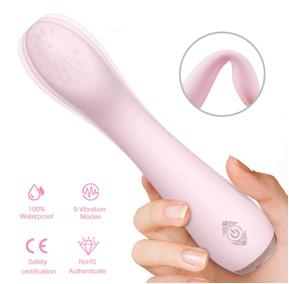 100%
Waterproof
9 Vibration
Modes
CE
Safety
certification
RoHS
Authenticate